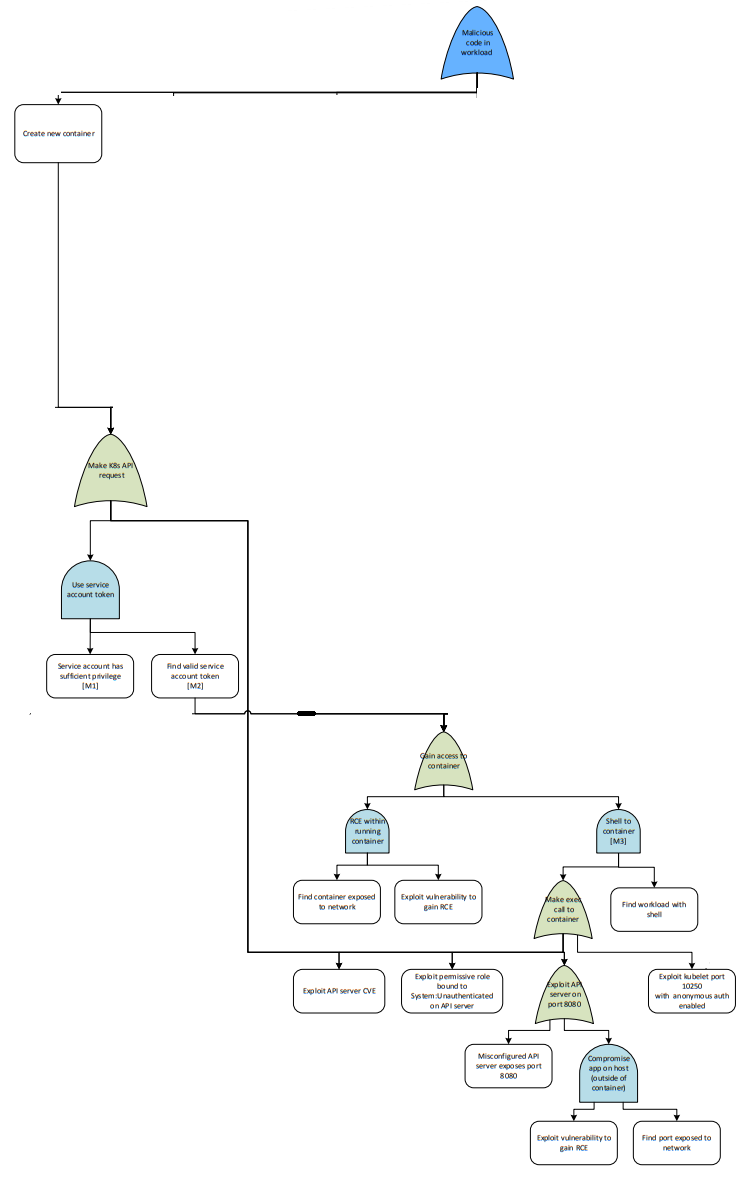 Malicious
code in
workload
Create new container
Make K8s API
request
Use service
account token
Service account has
sufficient privilege
[M1]
Find valid service
account token
[M2]
Gain access to
container
RCE within
running
container
Shell to
container
[M3]
Find container exposed
to network
Exploit vulnerability to
gain RCE
Make exec
call to
container
Find workload with
shell
Exploit API server CVE
Exploit permissive role
bound to
System:Unauthenticated
on API server
Exploit API
server on
port 8080
Exploit kubelet port
10250
with anonymous auth
enabled
Misconfigured API
server exposes port
8080
Compromise
app on host
(outside of
container)
Exploit vulnerability to
gain RCE
Find port exposed to
network